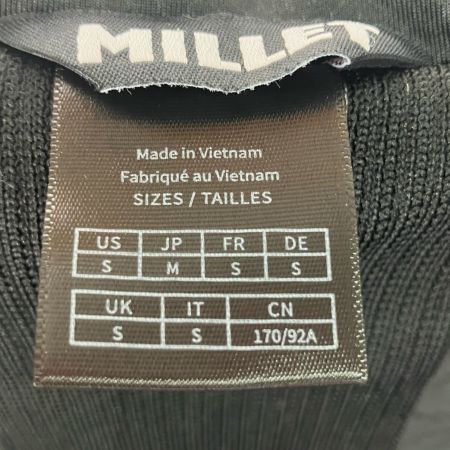 MILLET
Made in Vietnam
Fabriqué au Vietnam
SIZES / TAILLES
US JP FR DE
S M S S
UK IT CN
S S 170/92A